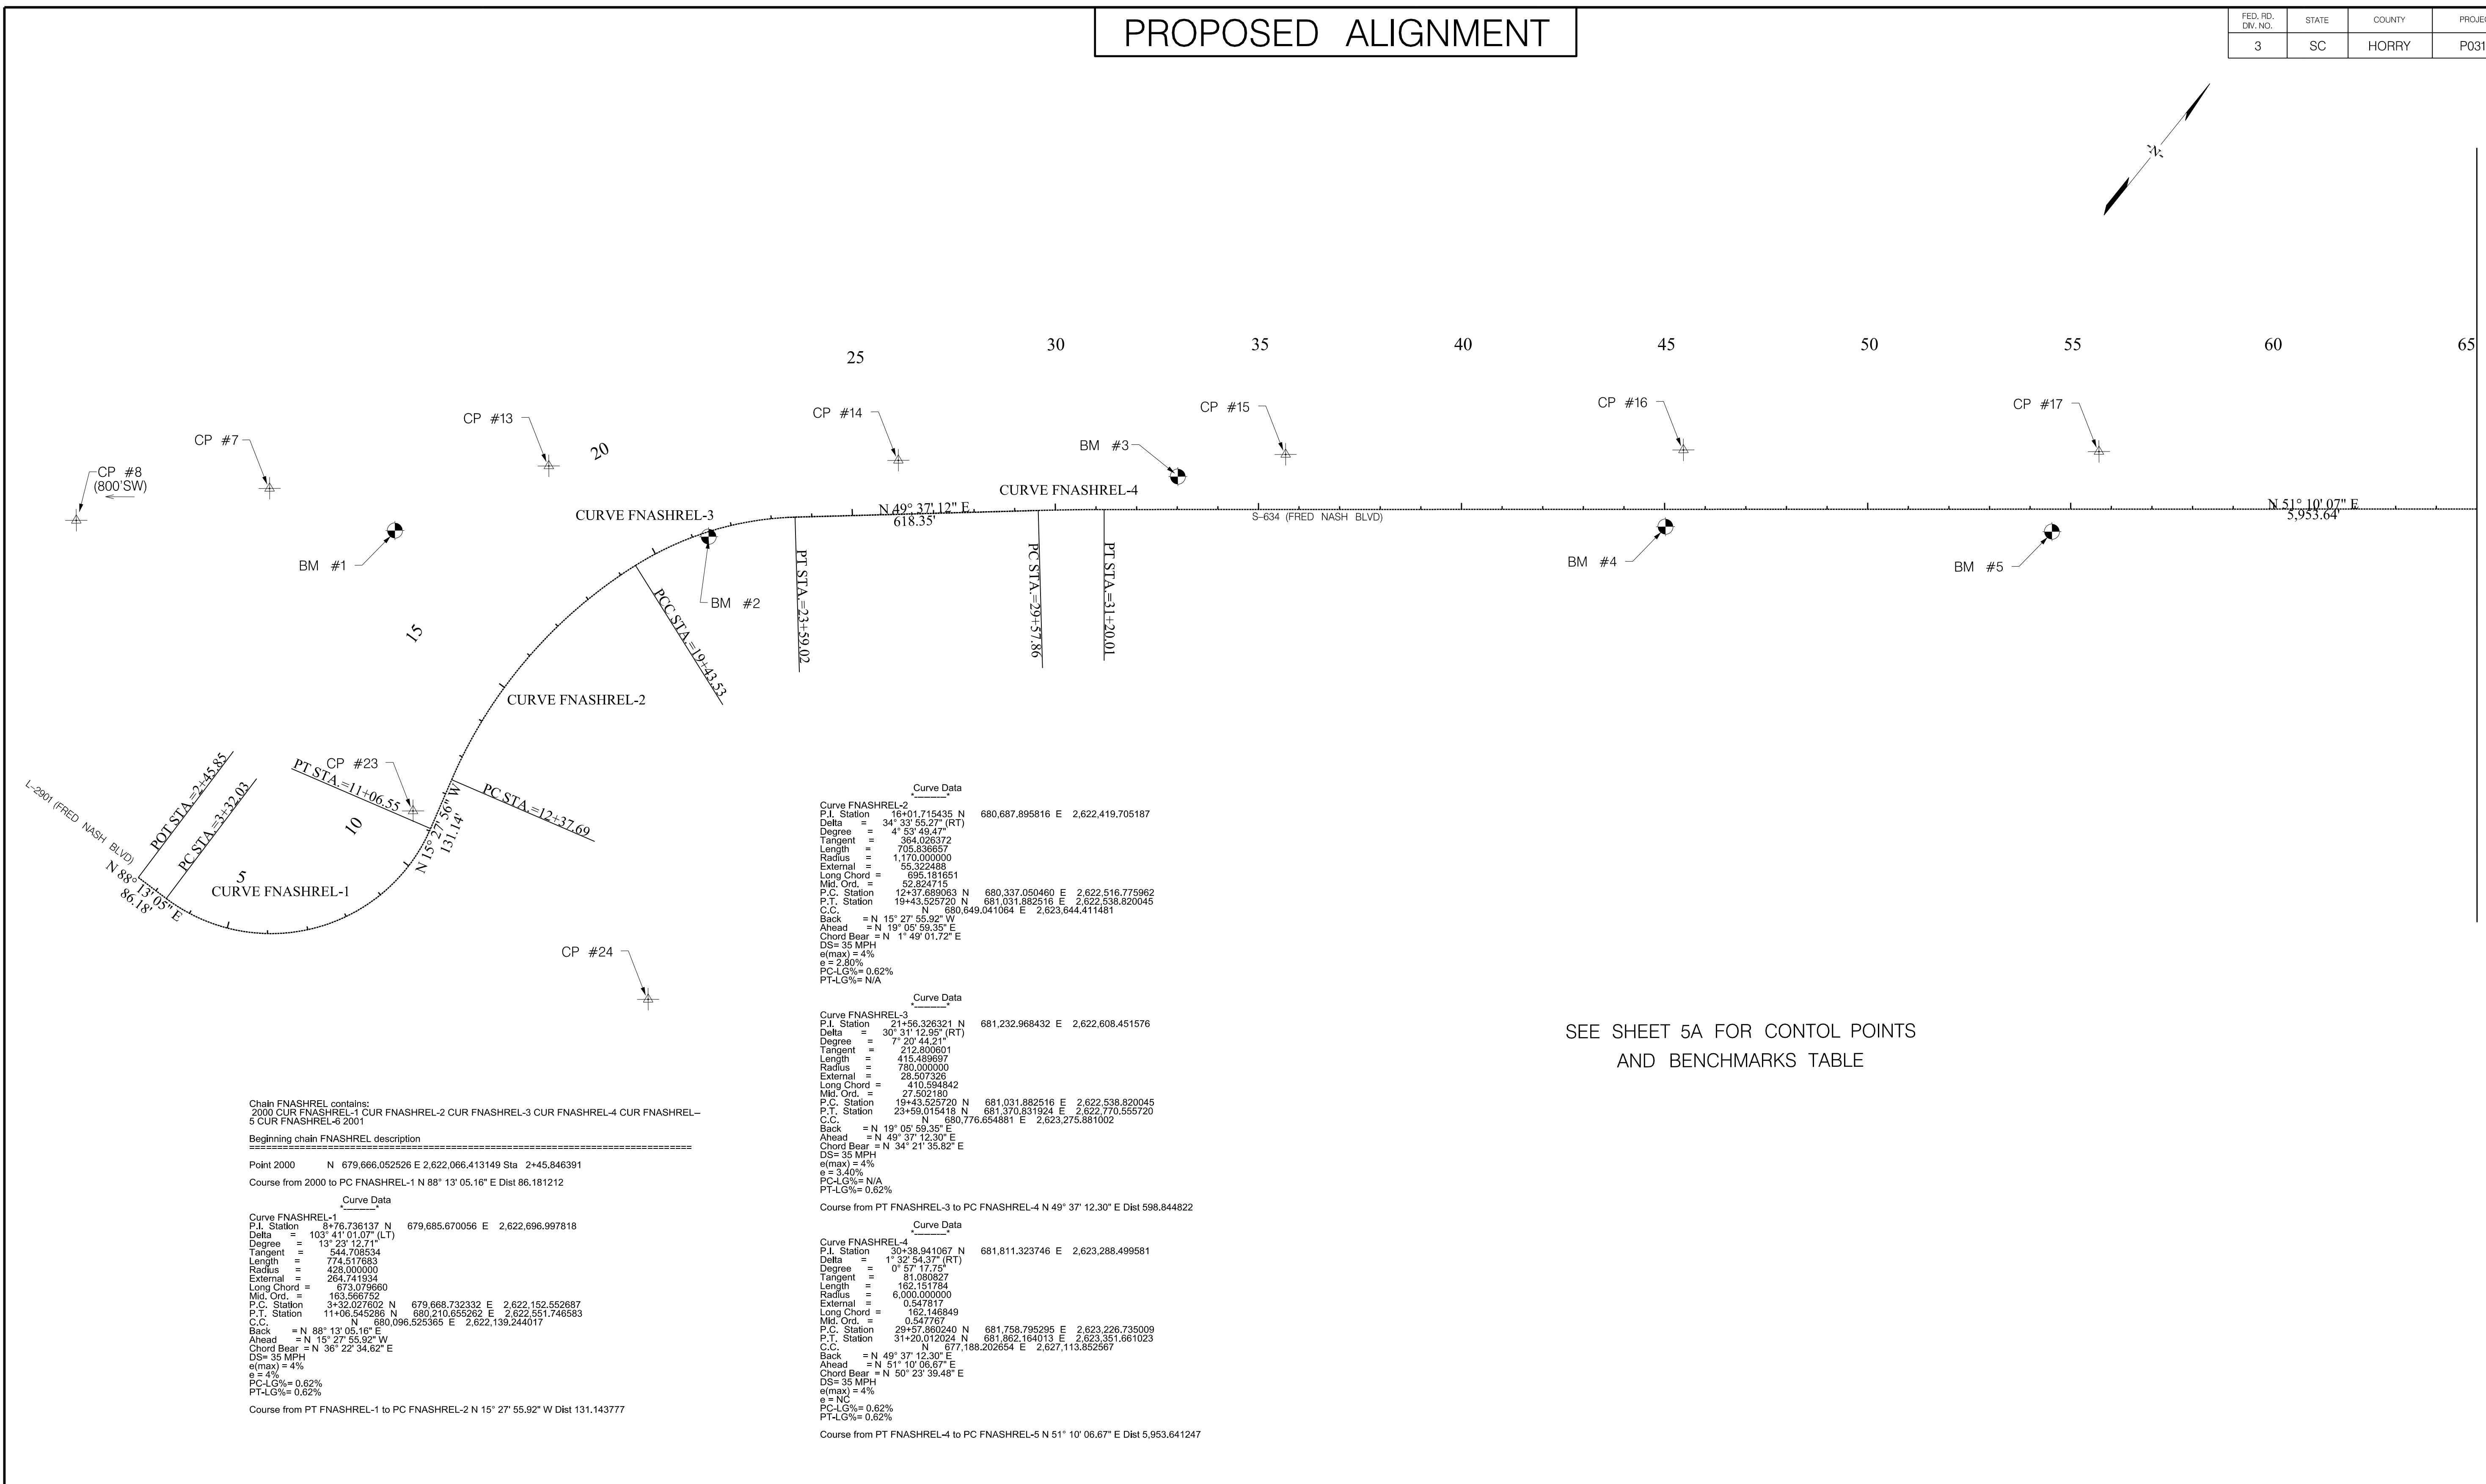 PROPOSED ALIGNMENT
FED. RD. DIV. NO. STATE COUNTY
3 SC HORRY P031
N
25 30 35 40 45 50 55 60 65
CP #7
CP #8
(800'SW)
CP #13
20
CP #14
BM #3
CP #15
CP #16
CP #17
BM #1
CURVE FNASHREL-3
N 49° 37' 12" E
618.35'
CURVE FNASHREL-4
S-634 (FRED NASH BLVD)
N 51° 10' 07" E
5,953.64'
BM #2
BM #4
BM #5
PT STA.=23+59.02
PC STA.=29+57.86
PT STA.=31+20.01
15
PCC STA.=19+43.53
CURVE FNASHREL-2
L-2901 (FRED NASH BLVD)
POT STA.=2+45.85
PC STA.=3+32.03
PT STA.=11+06.55
CP #23
PC STA.=12+37.69
10
N 15° 27' 56" W
131.14'
N 88° 13' 05" E
86.18'
5
CURVE FNASHREL-1
CP #24
SEE SHEET 5A FOR CONTOL POINTS
AND BENCHMARKS TABLE
Chain FNASHREL contains:
2000 CUR FNASHREL-1 CUR FNASHREL-2 CUR FNASHREL-3 CUR FNASHREL-4 CUR FNASHREL-
5 CUR FNASHREL-6 2001
Beginning chain FNASHREL description
================================================================================
Point 2000 N 679,666.052526 E 2,622,066.413149 Sta 2+45.846391
Course from 2000 to PC FNASHREL-1 N 88° 13' 05.16" E Dist 86.181212
Curve Data
*----------*
Curve FNASHREL-1
P.I. Station 8+76.736137 N 679,685.670056 E 2,622,696.997818
Delta = 103° 41' 01.07" (LT)
Degree = 13° 23' 12.71"
Tangent = 544.708534
Length = 774.517683
Radius = 428.000000
External = 264.741934
Long Chord = 673.079660
Mid. Ord. = 163.566752
P.C. Station 3+32.027602 N 679,668.732332 E 2,622,152.552687
P.T. Station 11+06.545286 N 680,210.655262 E 2,622,551.746583
C.C. N 680,096.525365 E 2,622,139.244017
Back = N 88° 13' 05.16" E
Ahead = N 15° 27' 55.92" W
Chord Bear = N 36° 22' 34.62" E
DS= 35 MPH
e(max) = 4%
e = 4%
PC-LG%= 0.62%
PT-LG%= 0.62%
Course from PT FNASHREL-1 to PC FNASHREL-2 N 15° 27' 55.92" W Dist 131.143777
Curve Data
*----------*
Curve FNASHREL-2
P.I. Station 16+01.715435 N 680,687.895816 E 2,622,419.705187
Delta = 34° 33' 55.27" (RT)
Degree = 4° 53' 49.47"
Tangent = 364.026372
Length = 705.836657
Radius = 1,170.000000
External = 55.322488
Long Chord = 695.181651
Mid. Ord. = 52.824715
P.C. Station 12+37.689063 N 680,337.050460 E 2,622,516.775962
P.T. Station 19+43.525720 N 681,031.882516 E 2,622,538.820045
C.C. N 680,649.041064 E 2,623,644.411481
Back = N 15° 27' 55.92" W
Ahead = N 19° 05' 59.35" E
Chord Bear = N 1° 49' 01.72" E
DS= 35 MPH
e(max) = 4%
e = 2.80%
PC-LG%= 0.62%
PT-LG%= N/A
Curve Data
*----------*
Curve FNASHREL-3
P.I. Station 21+56.326321 N 681,232.968432 E 2,622,608.451576
Delta = 30° 31' 12.95" (RT)
Degree = 7° 20' 44.21"
Tangent = 212.800601
Length = 415.489697
Radius = 780.000000
External = 28.507326
Long Chord = 410.594842
Mid. Ord. = 27.502180
P.C. Station 19+43.525720 N 681,031.882516 E 2,622,538.820045
P.T. Station 23+59.015418 N 681,370.831924 E 2,622,770.555720
C.C. N 680,776.654881 E 2,623,275.881002
Back = N 19° 05' 59.35" E
Ahead = N 49° 37' 12.30" E
Chord Bear = N 34° 21' 35.82" E
DS= 35 MPH
e(max) = 4%
e = 3.40%
PC-LG%= N/A
PT-LG%= 0.62%
Course from PT FNASHREL-3 to PC FNASHREL-4 N 49° 37' 12.30" E Dist 598.844822
Curve Data
*----------*
Curve FNASHREL-4
P.I. Station 30+38.941067 N 681,811.323746 E 2,623,288.499581
Delta = 1° 32' 54.37" (RT)
Degree = 0° 57' 17.75"
Tangent = 81.080827
Length = 162.151784
Radius = 6,000.000000
External = 0.547817
Long Chord = 162.146849
Mid. Ord. = 0.547767
P.C. Station 29+57.860240 N 681,758.795295 E 2,623,226.735009
P.T. Station 31+20.012024 N 681,862.164013 E 2,623,351.661023
C.C. N 677,188.202654 E 2,627,113.852567
Back = N 49° 37' 12.30" E
Ahead = N 51° 10' 06.67" E
Chord Bear = N 50° 23' 39.48" E
DS= 35 MPH
e(max) = 4%
e = NC
PC-LG%= 0.62%
PT-LG%= 0.62%
Course from PT FNASHREL-4 to PC FNASHREL-5 N 51° 10' 06.67" E Dist 5,953.641247